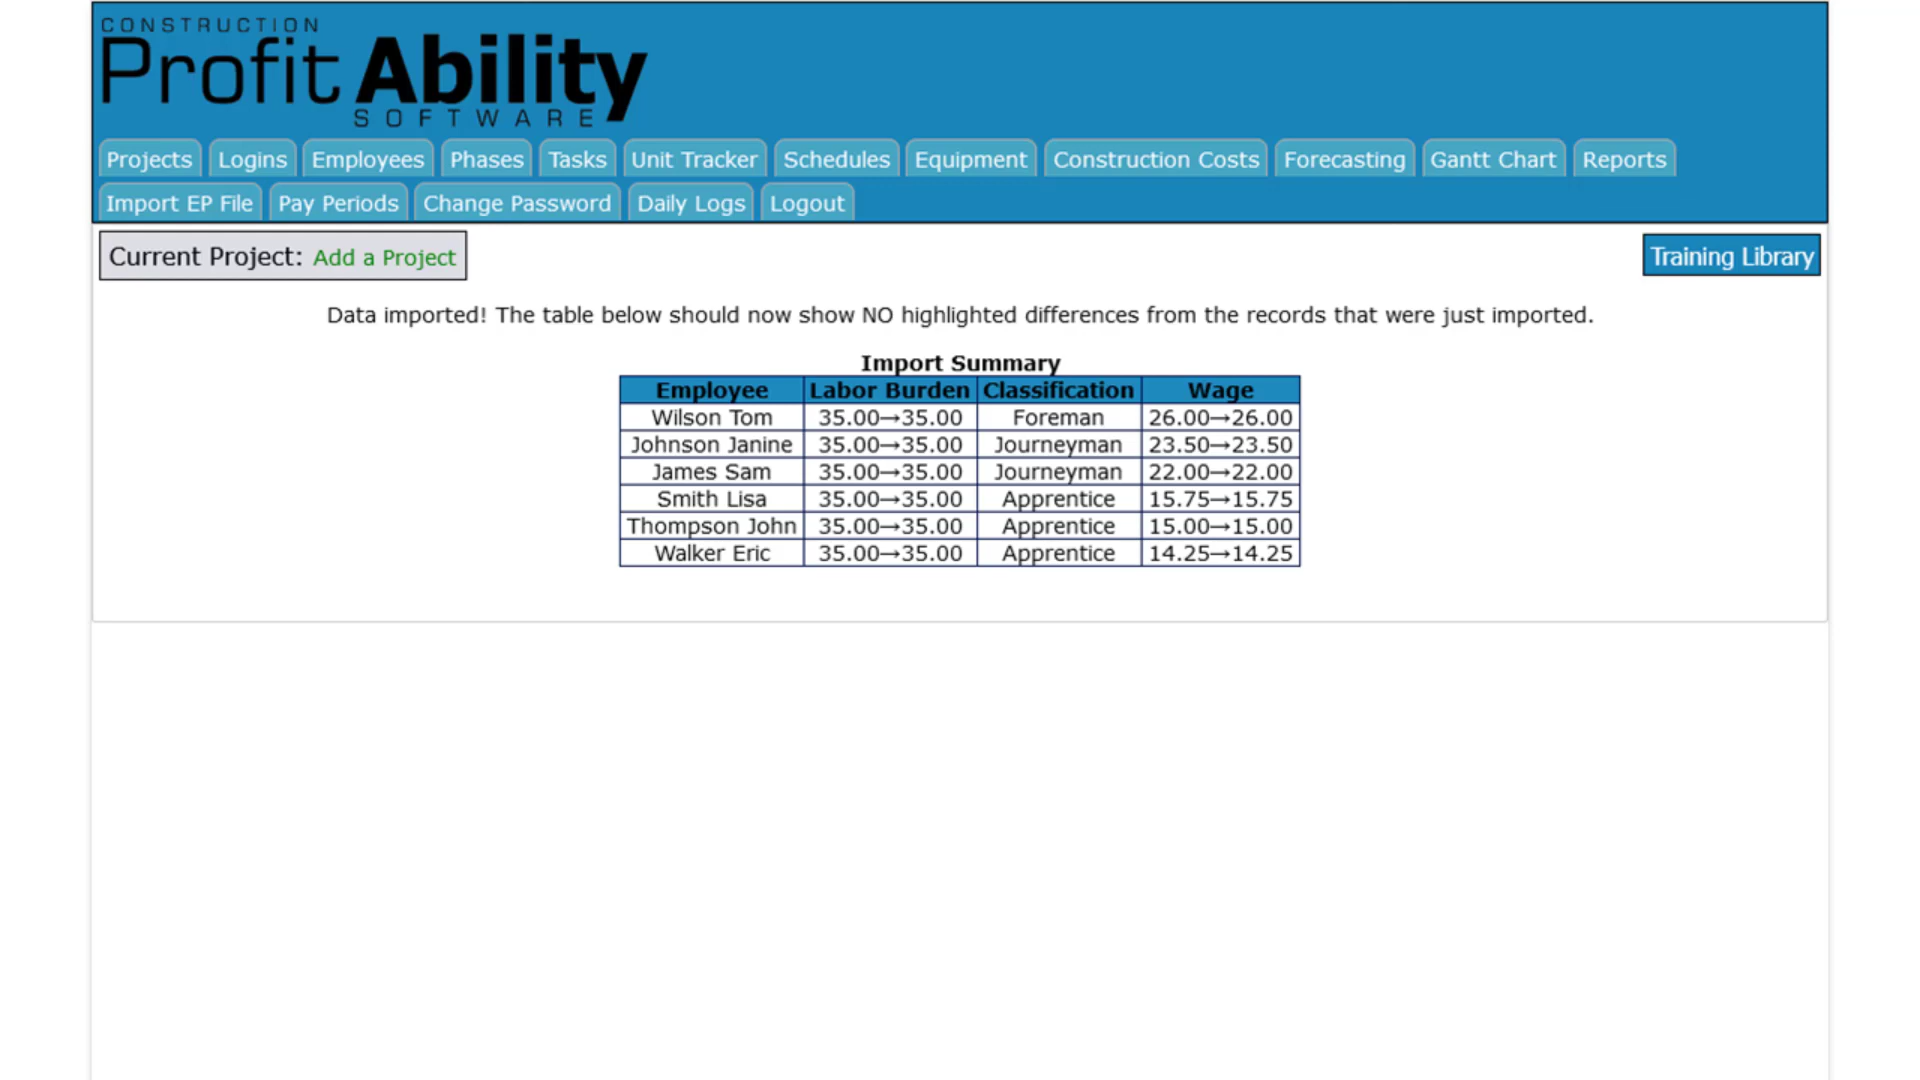 CONSTRUCTION
Profit Ability
SOFTWARE
Projects Logins Employees Phases Tasks Unit Tracker Schedules Equipment Construction Costs Forecasting Gantt Chart Reports
Import EP File Pay Periods Change Password Daily Logs Logout
Current Project: Add a Project Training Library
Data imported! The table below should now show NO highlighted differences from the records that were just imported.
Import Summary
Employee Labor Burden Classification Wage
Wilson Tom 35.00→35.00 Foreman 26.00→26.00
Johnson Janine 35.00→35.00 Journeyman 23.50→23.50
James Sam 35.00→35.00 Journeyman 22.00→22.00
Smith Lisa 35.00→35.00 Apprentice 15.75→15.75
Thompson John 35.00→35.00 Apprentice 15.00→15.00
Walker Eric 35.00→35.00 Apprentice 14.25→14.25